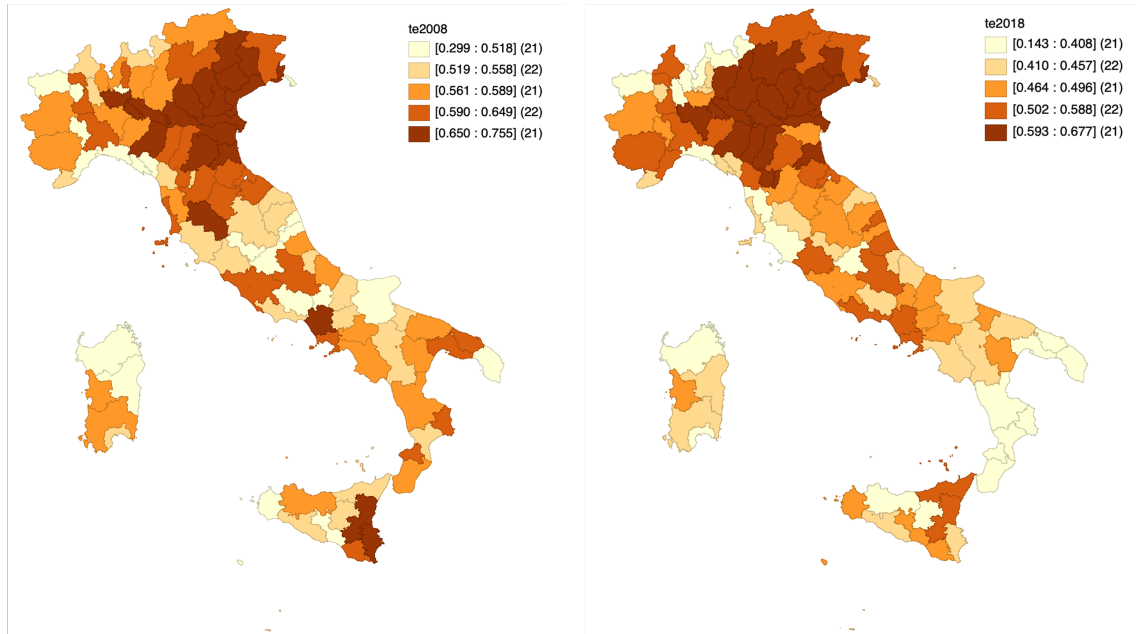 te2008
[0.299 : 0.518] (21)
[0.519 : 0.558] (22)
[0.561 : 0.589] (21)
[0.590 : 0.649] (22)
[0.650 : 0.755] (21)
te2018
[0.143 : 0.408] (21)
[0.410 : 0.457] (22)
[0.464 : 0.496] (21)
[0.502 : 0.588] (22)
[0.593 : 0.677] (21)